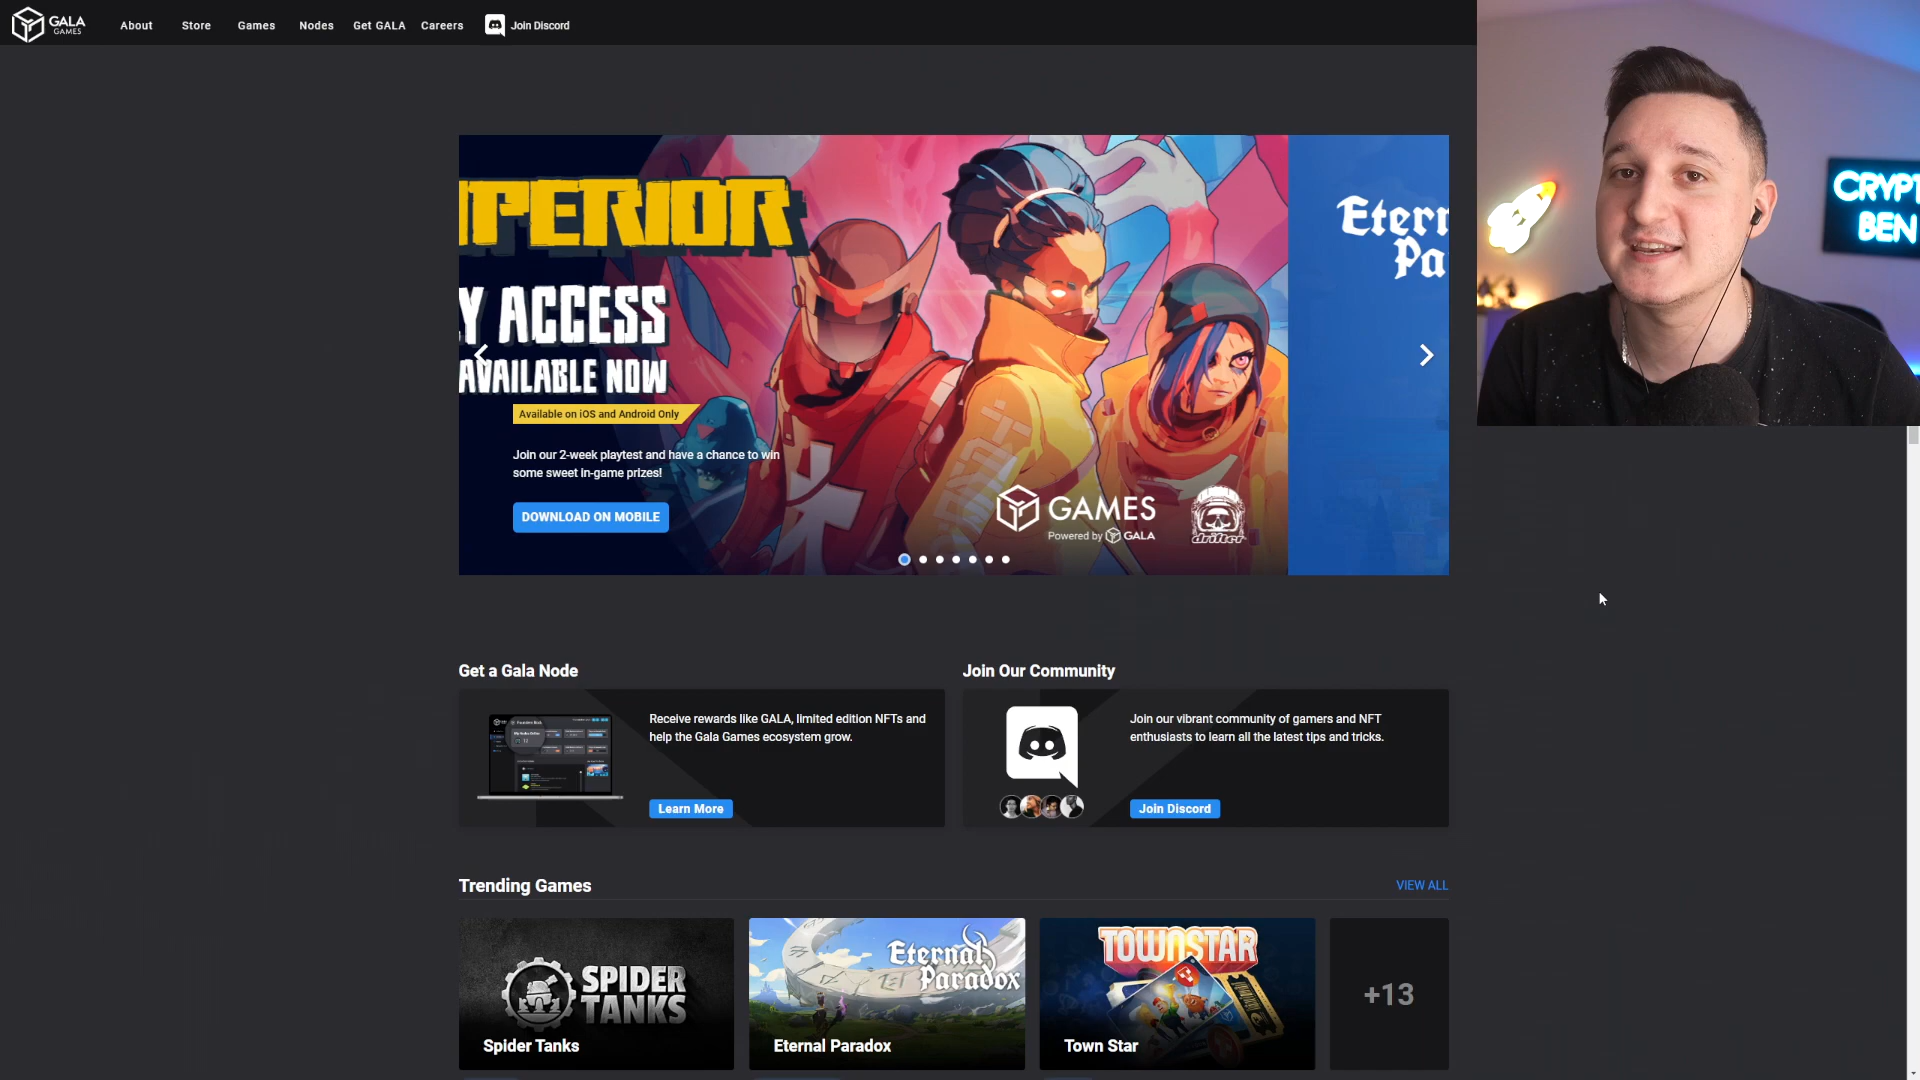 GALA
GAMES
About
Store
Games
Nodes
Get GALA
Careers
Join Discord
CRYPT
BEN
PERIOR
Y ACCESS
AVAILABLE NOW
Available on iOS and Android Only
Join our 2-week playtest and have a chance to win
some sweet in-game prizes!
DOWNLOAD ON MOBILE
GAMES
Powered by GALA
drifter
Etern
Pa
Get a Gala Node
Receive rewards like GALA, limited edition NFTs and
help the Gala Games ecosystem grow.
Learn More
Join Our Community
Join our vibrant community of gamers and NFT
enthusiasts to learn all the latest tips and tricks.
Join Discord
Trending Games
VIEW ALL
SPIDER
TANKS
Spider Tanks
Eternal
Paradox
Eternal Paradox
TOWNSTAR
Town Star
+13